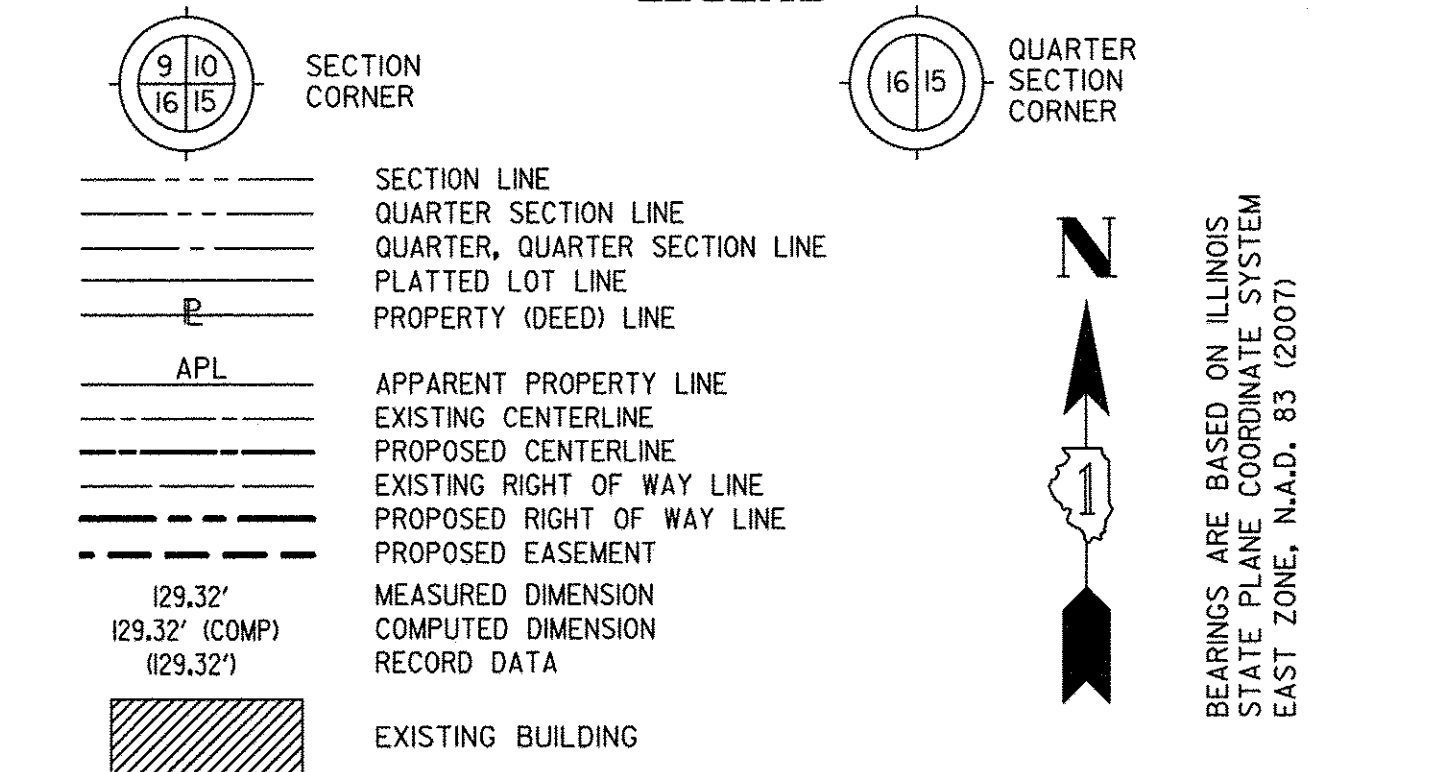 9 10
16 15
SECTION
CORNER
16 15
QUARTER
SECTION
CORNER
SECTION LINE
QUARTER SECTION LINE
QUARTER, QUARTER SECTION LINE
PLATTED LOT LINE
PL
PROPERTY (DEED) LINE
APL
APPARENT PROPERTY LINE
EXISTING CENTERLINE
PROPOSED CENTERLINE
EXISTING RIGHT OF WAY LINE
PROPOSED RIGHT OF WAY LINE
PROPOSED EASEMENT
129.32' MEASURED DIMENSION
129.32' (COMP) COMPUTED DIMENSION
(129.32') RECORD DATA
EXISTING BUILDING
N
1
BEARINGS ARE BASED ON ILLINOIS
STATE PLANE COORDINATE SYSTEM
EAST ZONE, N.A.D. 83 (2007)